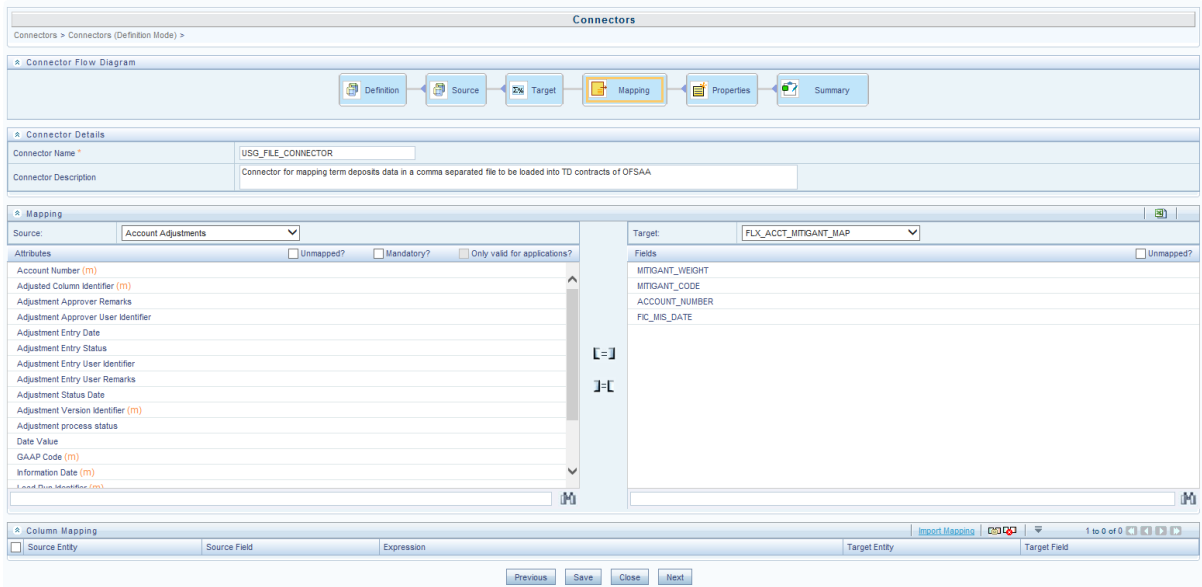 Connectors
Connectors > Connectors (Definition Mode) >
Connector Flow Diagram
Definition Source Target Mapping Properties Summary
Connector Details
Connector Name * USG_FILE_CONNECTOR
Connector Description Connector for mapping term deposits data in a comma separated file to be loaded into TD contracts of OFSAA
Mapping
Source: Account Adjustments Target: FLX_ACCT_MITIGANT_MAP
Attributes Unmapped? Mandatory? Only valid for applications? Fields Unmapped?
Account Number (m) MITIGANT_WEIGHT
Adjusted Column Identifier (m) MITIGANT_CODE
Adjustment Approver Remarks ACCOUNT_NUMBER
Adjustment Approver User Identifier FIC_MIS_DATE
Adjustment Entry Date
Adjustment Entry Status
Adjustment Entry User Identifier
Adjustment Entry User Remarks
Adjustment Status Date
Adjustment Version Identifier (m)
Adjustment process status
Date Value
GAAP Code (m)
Information Date (m)
Load Run Identifier (m)
Column Mapping Import Mapping 1 to 0 of 0
Source Entity Source Field Expression Target Entity Target Field
Previous Save Close Next